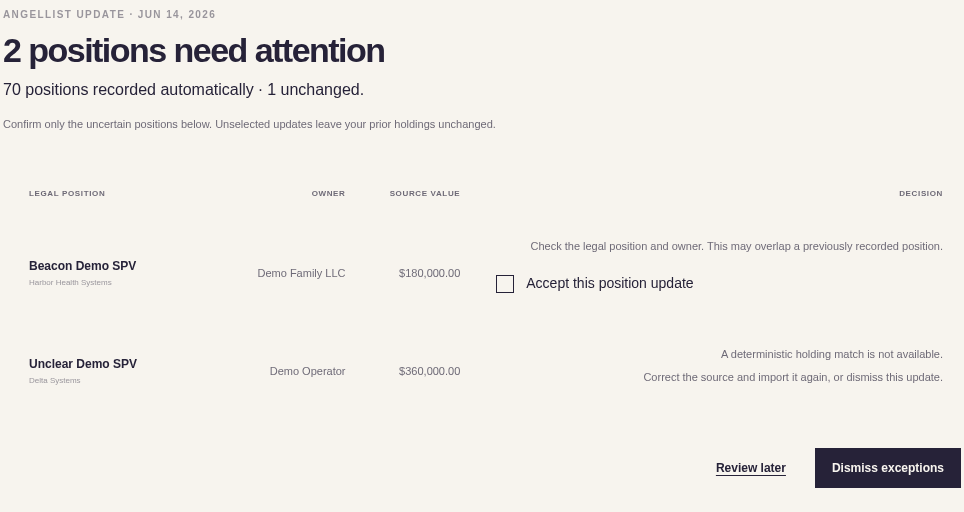 ANGELLIST UPDATE · JUN 14, 2026
2 positions need attention
70 positions recorded automatically · 1 unchanged.
Confirm only the uncertain positions below. Unselected updates leave your prior holdings unchanged.
LEGAL POSITION OWNER SOURCE VALUE DECISION
Check the legal position and owner. This may overlap a previously recorded position.
Beacon Demo SPV
Harbor Health Systems
Demo Family LLC $180,000.00
Accept this position update
A deterministic holding match is not available.
Unclear Demo SPV
Delta Systems
Demo Operator $360,000.00
Correct the source and import it again, or dismiss this update.
Review later Dismiss exceptions